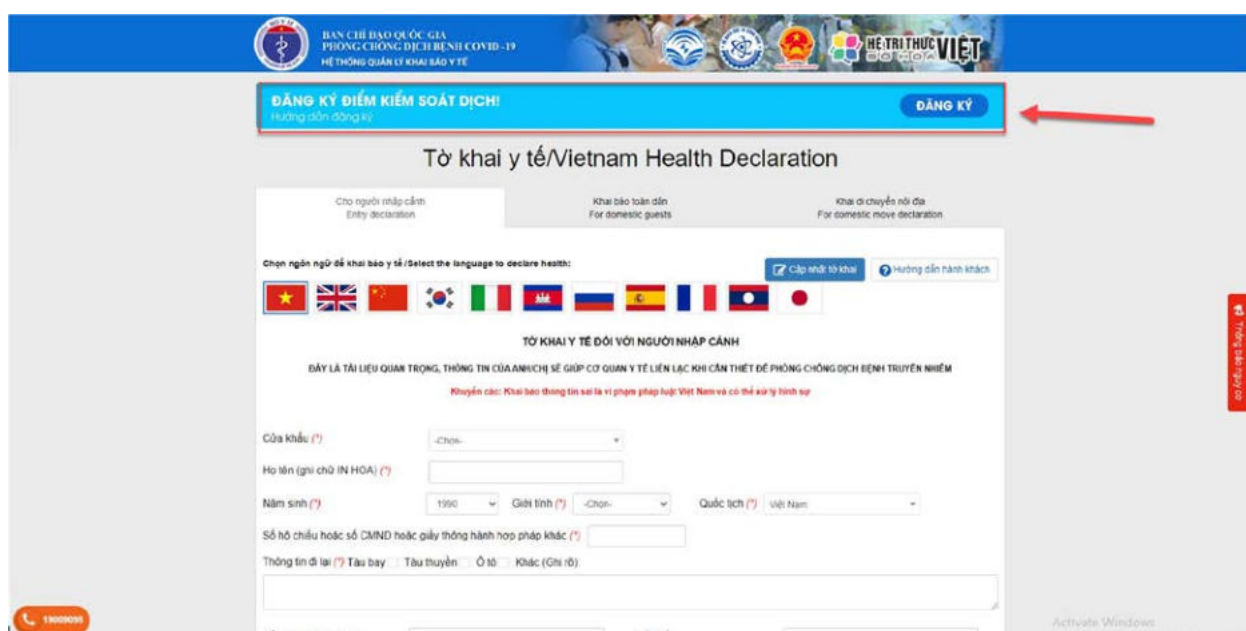 BAN CHỈ ĐẠO QUỐC GIA
PHÒNG CHỐNG DỊCH BỆNH COVID-19
HỆ THỐNG QUẢN LÝ KHAI BÁO Y TẾ
HỆ TRI THỨC VIỆT
SỐ HÓA
ĐĂNG KÝ ĐIỂM KIỂM SOÁT DỊCH!
Hướng dẫn đăng ký
ĐĂNG KÝ
Tờ khai y tế/Vietnam Health Declaration
Cho người nhập cảnh
Entry declaration
Khai báo toàn dân
For domestic guests
Khai di chuyển nội địa
For domestic move declaration
Chọn ngôn ngữ để khai báo y tế /Select the language to declare health:
Cập nhật tờ khai
Hướng dẫn hành khách
TỜ KHAI Y TẾ ĐỐI VỚI NGƯỜI NHẬP CẢNH
ĐÂY LÀ TÀI LIỆU QUAN TRỌNG, THÔNG TIN CỦA ANH/CHỊ SẼ GIÚP CƠ QUAN Y TẾ LIÊN LẠC KHI CẦN THIẾT ĐỂ PHÒNG CHỐNG DỊCH BỆNH TRUYỀN NHIỄM
Khuyến cáo: Khai báo thông tin sai là vi phạm pháp luật Việt Nam và có thể xử lý hình sự
Cửa khẩu (*) -Chọn-
Họ tên (ghi chữ IN HOA) (*)
Năm sinh (*) 1990 Giới tính (*) -Chọn- Quốc tịch (*) Việt Nam
Số hộ chiếu hoặc số CMND hoặc giấy thông hành hợp pháp khác (*)
Thông tin đi lại (*) Tàu bay Tàu thuyền Ô tô Khác (Ghi rõ)
Thông báo nguy cơ
19009095
Activate Windows